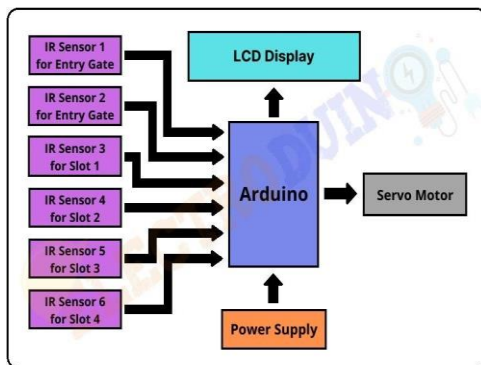 IR Sensor 1
for Entry Gate
IR Sensor 2
for Entry Gate
IR Sensor 3
for Slot 1
IR Sensor 4
for Slot 2
IR Sensor 5
for Slot 3
IR Sensor 6
for Slot 4
LCD Display
Arduino
Servo Motor
Power Supply